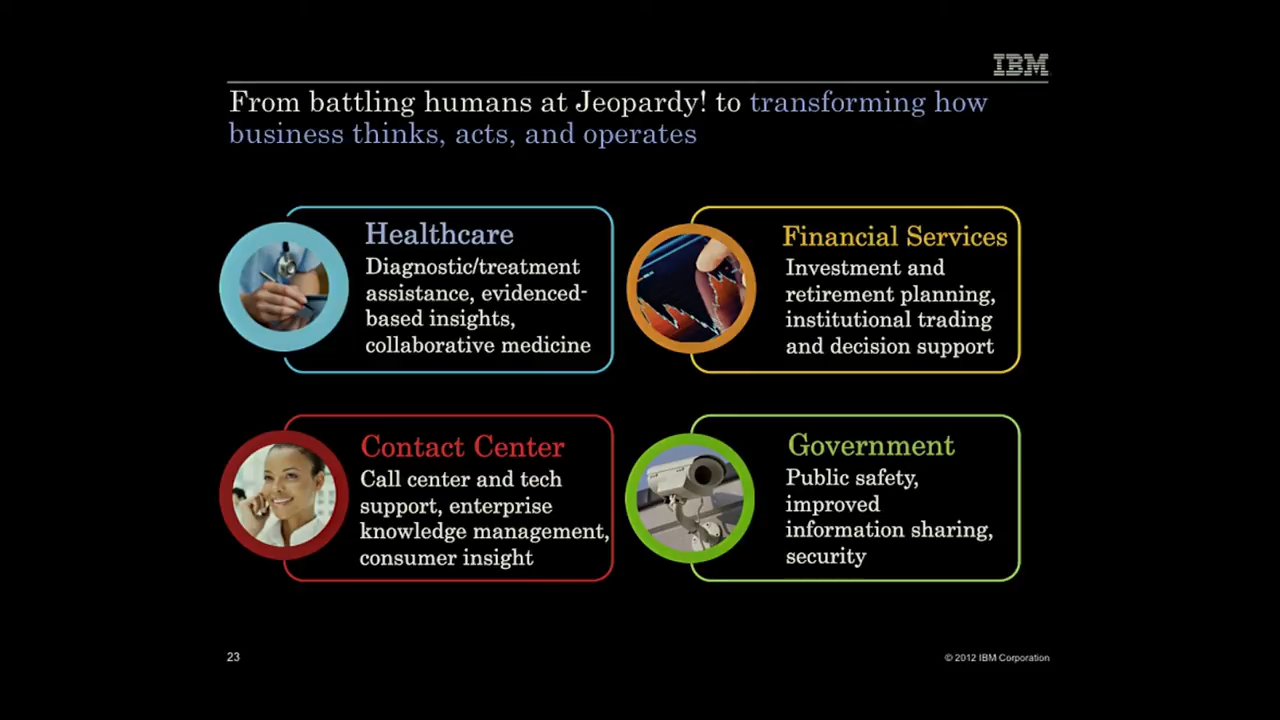 IBM
From battling humans at Jeopardy! to transforming how
business thinks, acts, and operates
Healthcare
Diagnostic/treatment
assistance, evidenced-
based insights,
collaborative medicine
Financial Services
Investment and
retirement planning,
institutional trading
and decision support
Contact Center
Call center and tech
support, enterprise
knowledge management,
consumer insight
Government
Public safety,
improved
information sharing,
security
23
© 2012 IBM Corporation